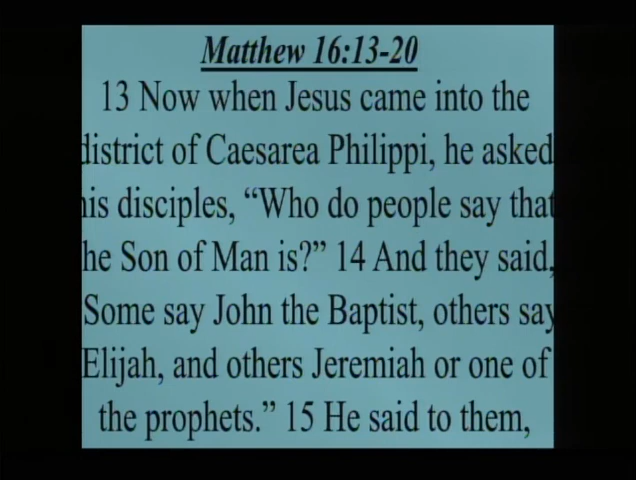 Matthew 16:13-20
13 Now when Jesus came into the
district of Caesarea Philippi, he asked
his disciples, “Who do people say that
he Son of Man is?” 14 And they said,
Some say John the Baptist, others say
Elijah, and others Jeremiah or one of
the prophets.” 15 He said to them,